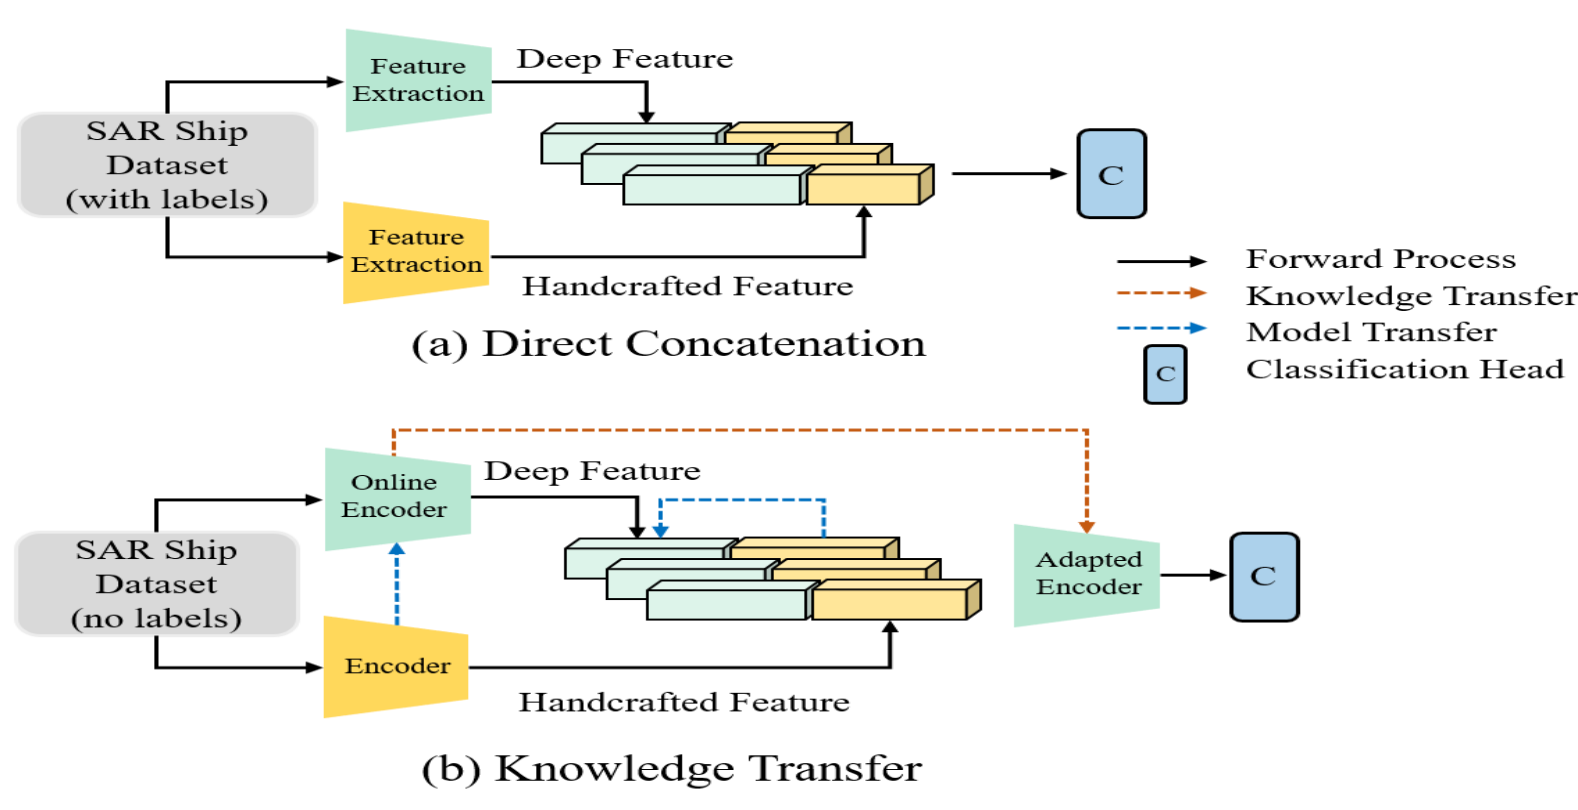 Feature
Extraction
Deep Feature
SAR Ship
Dataset
(with labels)
C
Feature
Extraction
Handcrafted Feature
(a) Direct Concatenation
Forward Process
Knowledge Transfer
Model Transfer
C
Classification Head
Online
Encoder
Deep Feature
SAR Ship
Dataset
(no labels)
Adapted
Encoder
C
Encoder
Handcrafted Feature
(b) Knowledge Transfer